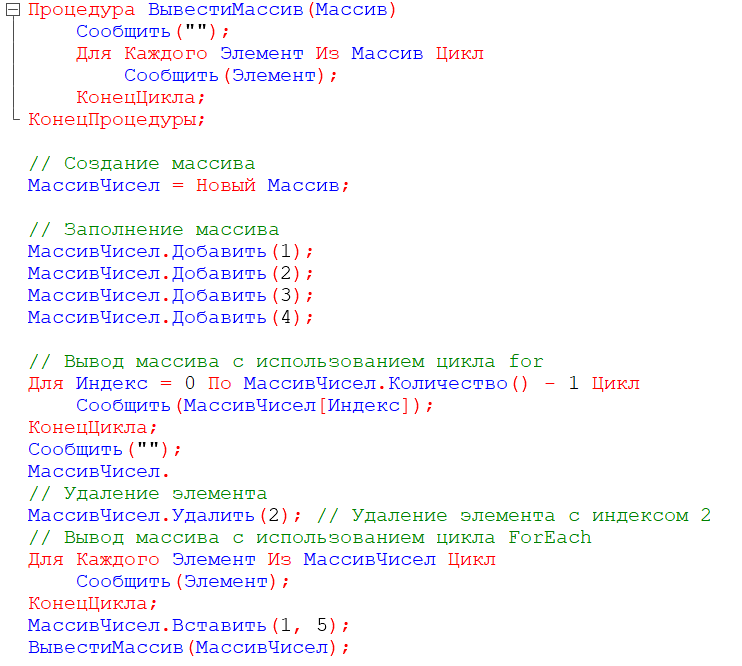 Процедура ВывестиМассив(Массив)
Сообщить("");
Для Каждого Элемент Из Массив Цикл
Сообщить(Элемент);
КонецЦикла;
КонецПроцедуры;
// Создание массива
МассивЧисел = Новый Массив;
// Заполнение массива
МассивЧисел.Добавить(1);
МассивЧисел.Добавить(2);
МассивЧисел.Добавить(3);
МассивЧисел.Добавить(4);
// Вывод массива с использованием цикла for
Для Индекс = 0 По МассивЧисел.Количество() - 1 Цикл
Сообщить(МассивЧисел[Индекс]);
КонецЦикла;
Сообщить("");
МассивЧисел.
// Удаление элемента
МассивЧисел.Удалить(2); // Удаление элемента с индексом 2
// Вывод массива с использованием цикла ForEach
Для Каждого Элемент Из МассивЧисел Цикл
Сообщить(Элемент);
КонецЦикла;
МассивЧисел.Вставить(1, 5);
ВывестиМассив(МассивЧисел);